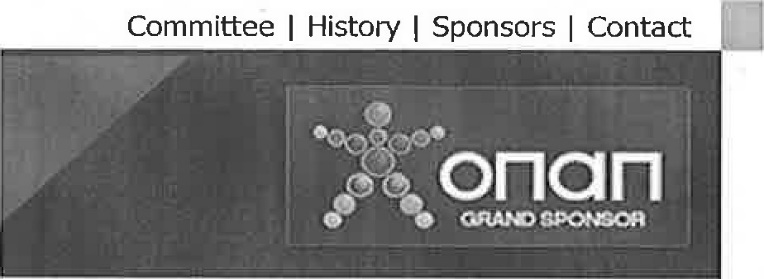 Committee | History | Sponsors | Contact
οπαπ
GRAND SPONSOR